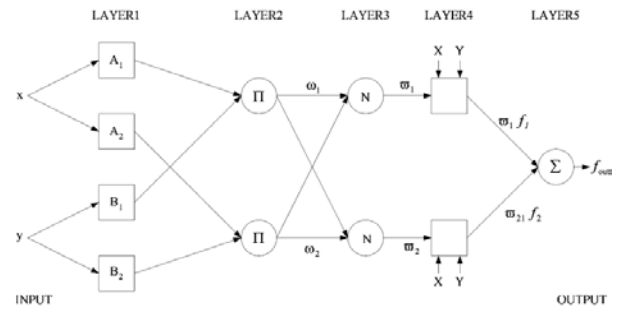 LAYER1 LAYER2 LAYER3 LAYER4 LAYER5
X Y
A₁
x
Π ω₁ N ϖ₁
A₂
ϖ₁ f₁
Σ fout
B₁
ϖ₂₁ f₂
y
Π ω₂ N ϖ₂
B₂
X Y
INPUT OUTPUT